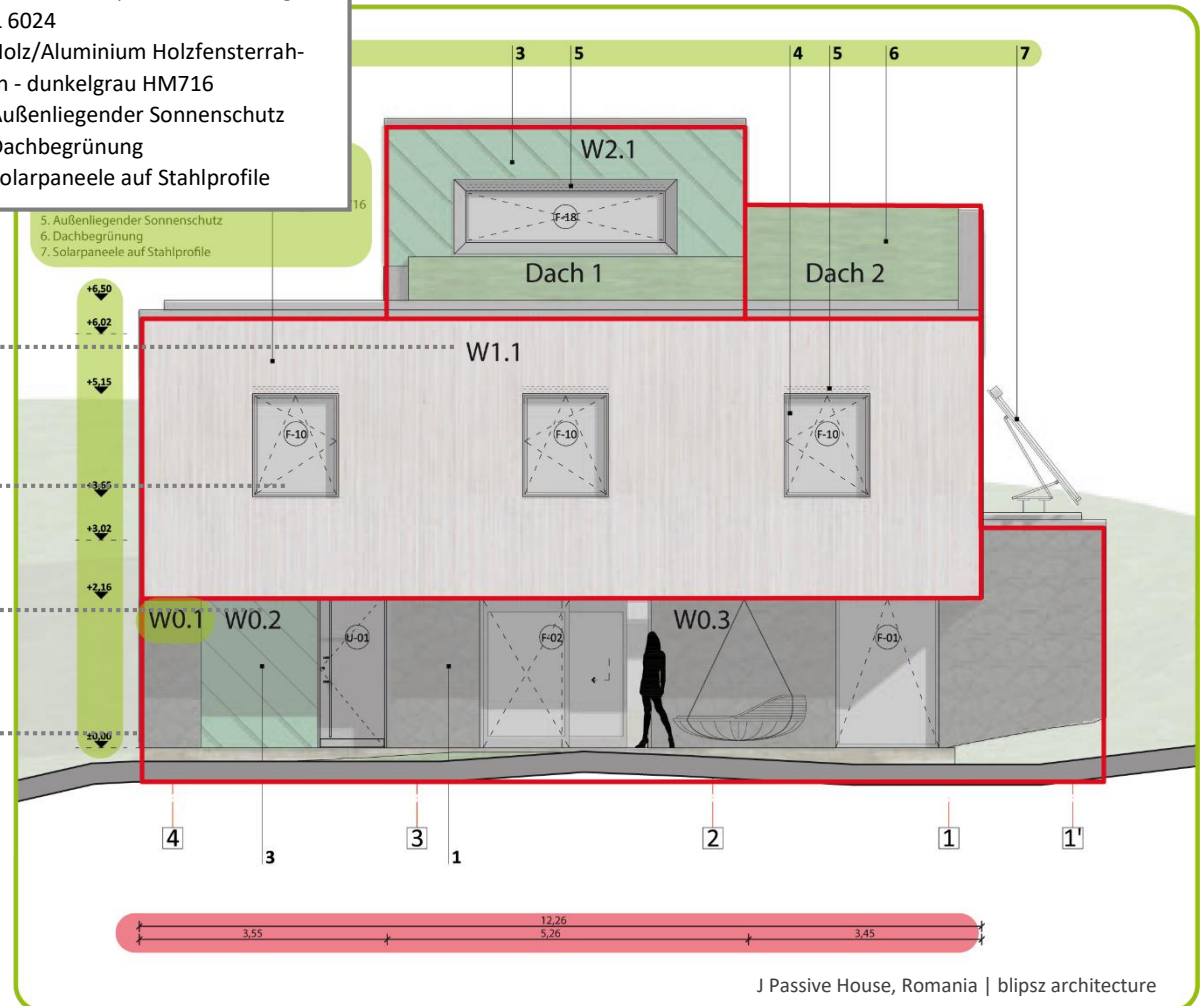 6024
Holz/Aluminium Holzfensterrah-
n - dunkelgrau HM716
Außenliegender Sonnenschutz
Dachbegrünung
Solarpaneele auf Stahlprofile
16
5. Außenliegender Sonnenschutz
6. Dachbegrünung
7. Solarpaneele auf Stahlprofile
3 5 4 5 6 7
W2.1
F-18
Dach 1 Dach 2
+6,50
+6,02
W1.1
+5,15
F-10 F-10 F-10
+3,65
+3,02
+2,16
W0.1 W0.2 W0.3
U-01 F-02 F-01
±0,00
4 3 2 1 1'
3 1
12,26
3,55 5,26 3,45
J Passive House, Romania | blipsz architecture